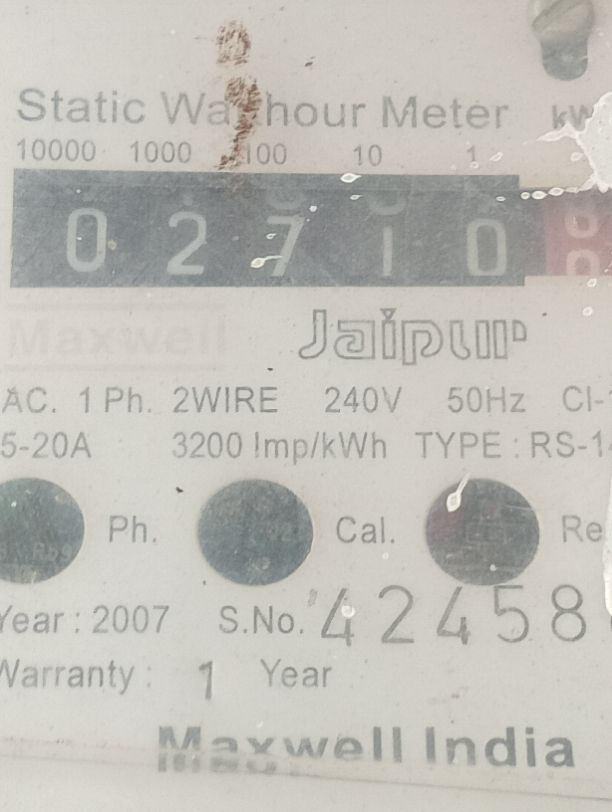 Static Watthour Meter
10000 1000 100 10 1
0 2 7 1 0
Maxwell
Jaipur
AC. 1 Ph. 2WIRE 240V 50Hz
5-20A 3200 Imp/kWh TYPE : RS-1
Ph. Cal. Re
Year : 2007 S.No. 42458
Warranty : 1 Year
Maxwell India